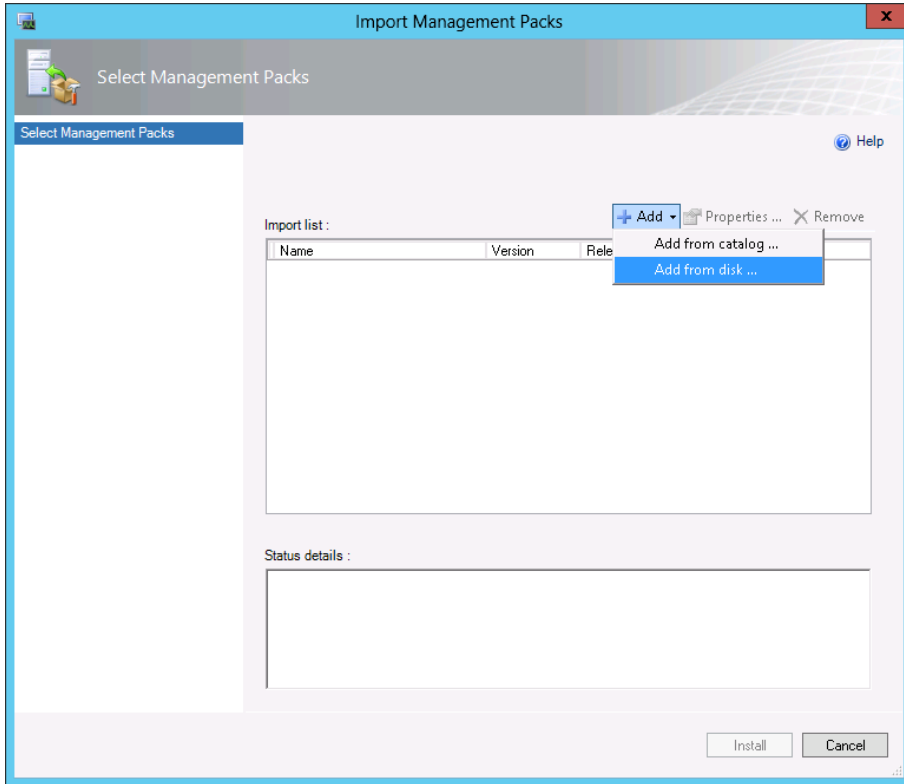 Import Management Packs
x
Select Management Packs
Select Management Packs
Help
Import list :
Add
Properties ...
Remove
Name
Version
Rele
Add from catalog ...
Add from disk ...
Status details :
Install
Cancel